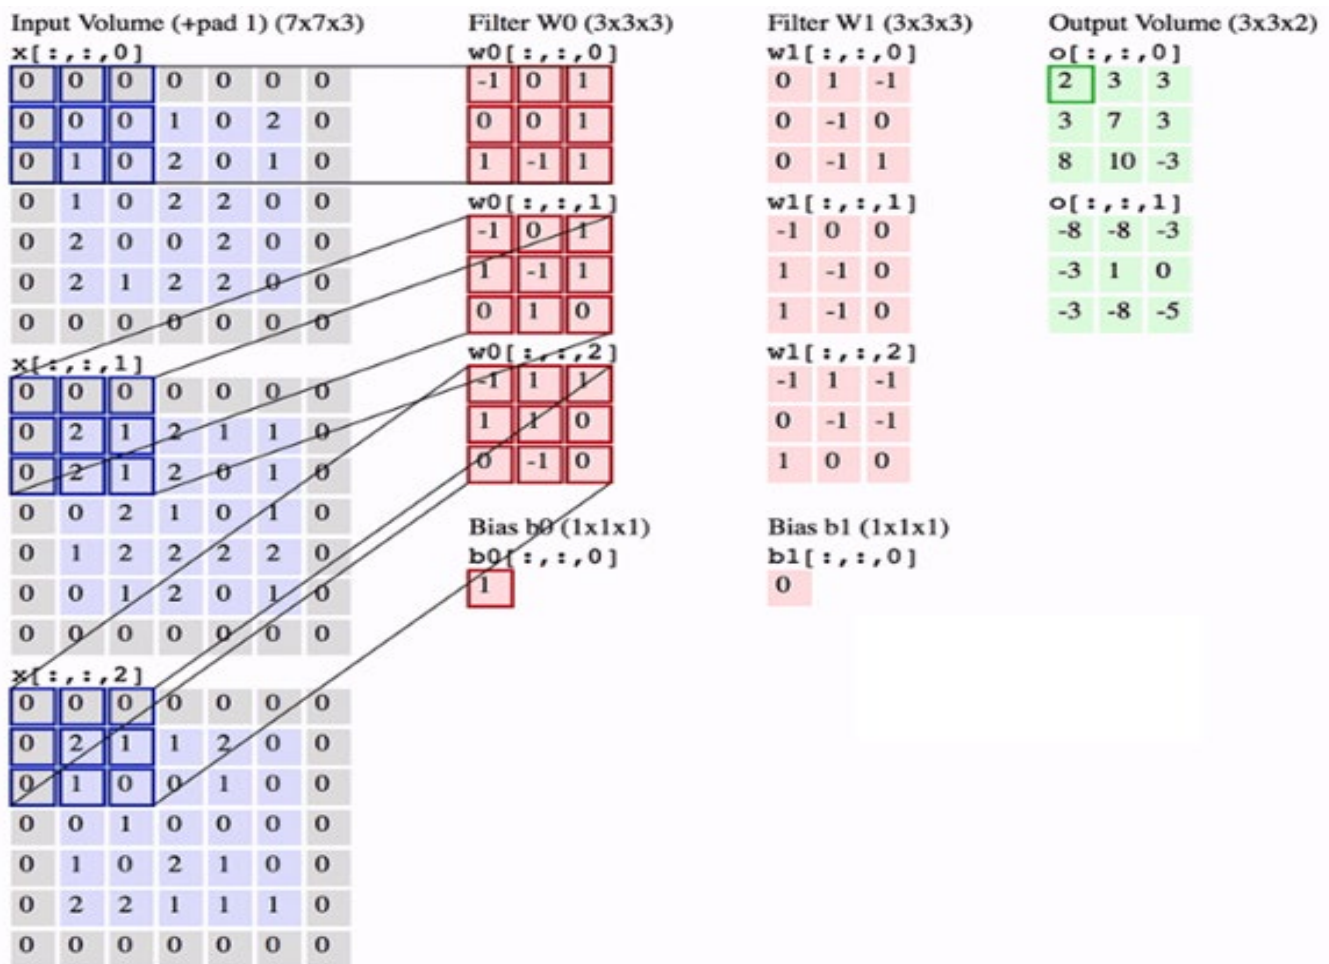 Input Volume (+pad 1) (7x7x3)
x[:,:,0]
0 0 0 0 0 0 0
0 0 0 1 0 2 0
0 1 0 2 0 1 0
0 1 0 2 2 0 0
0 2 0 0 2 0 0
0 2 1 2 2 0 0
0 0 0 0 0 0 0
x[:,:,1]
0 0 0 0 0 0 0
0 2 1 2 1 1 0
0 2 1 2 0 1 0
0 0 2 1 0 1 0
0 1 2 2 2 2 0
0 0 1 2 0 1 0
0 0 0 0 0 0 0
x[:,:,2]
0 0 0 0 0 0 0
0 2 1 1 2 0 0
0 1 0 0 1 0 0
0 0 1 0 0 0 0
0 1 0 2 1 0 0
0 2 2 1 1 1 0
0 0 0 0 0 0 0
Filter W0 (3x3x3)
w0[:,:,0]
-1 0 1
0 0 1
1 -1 1
w0[:,:,1]
-1 0 1
1 -1 1
0 1 0
w0[:,:,2]
-1 1 1
1 1 0
0 -1 0
Bias b0 (1x1x1)
b0[:,:,0]
1
Filter W1 (3x3x3)
w1[:,:,0]
0 1 -1
0 -1 0
0 -1 1
w1[:,:,1]
-1 0 0
1 -1 0
1 -1 0
w1[:,:,2]
-1 1 -1
0 -1 -1
1 0 0
Bias b1 (1x1x1)
b1[:,:,0]
0
Output Volume (3x3x2)
o[:,:,0]
2 3 3
3 7 3
8 10 -3
o[:,:,1]
-8 -8 -3
-3 1 0
-3 -8 -5